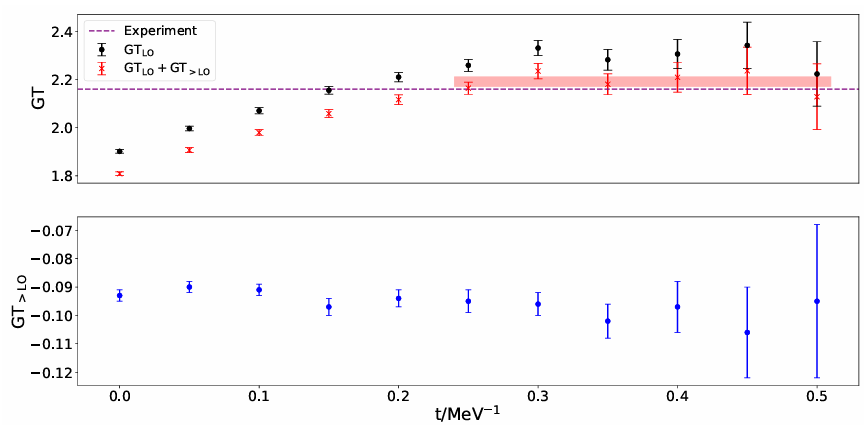 Experiment
GT_LO
GT_LO + GT_>LO
2.4
2.2
2.0
1.8
GT
−0.07
−0.08
−0.09
−0.10
−0.11
−0.12
GT_>LO
0.0 0.1 0.2 0.3 0.4 0.5
t/MeV⁻¹